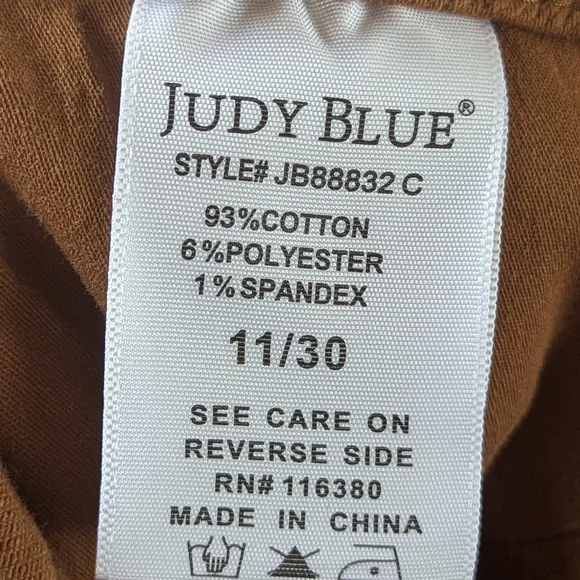 JUDY BLUE®
STYLE# JB88832 C
93%COTTON
6%POLYESTER
1%SPANDEX
11/30
SEE CARE ON
REVERSE SIDE
RN# 116380
MADE IN CHINA